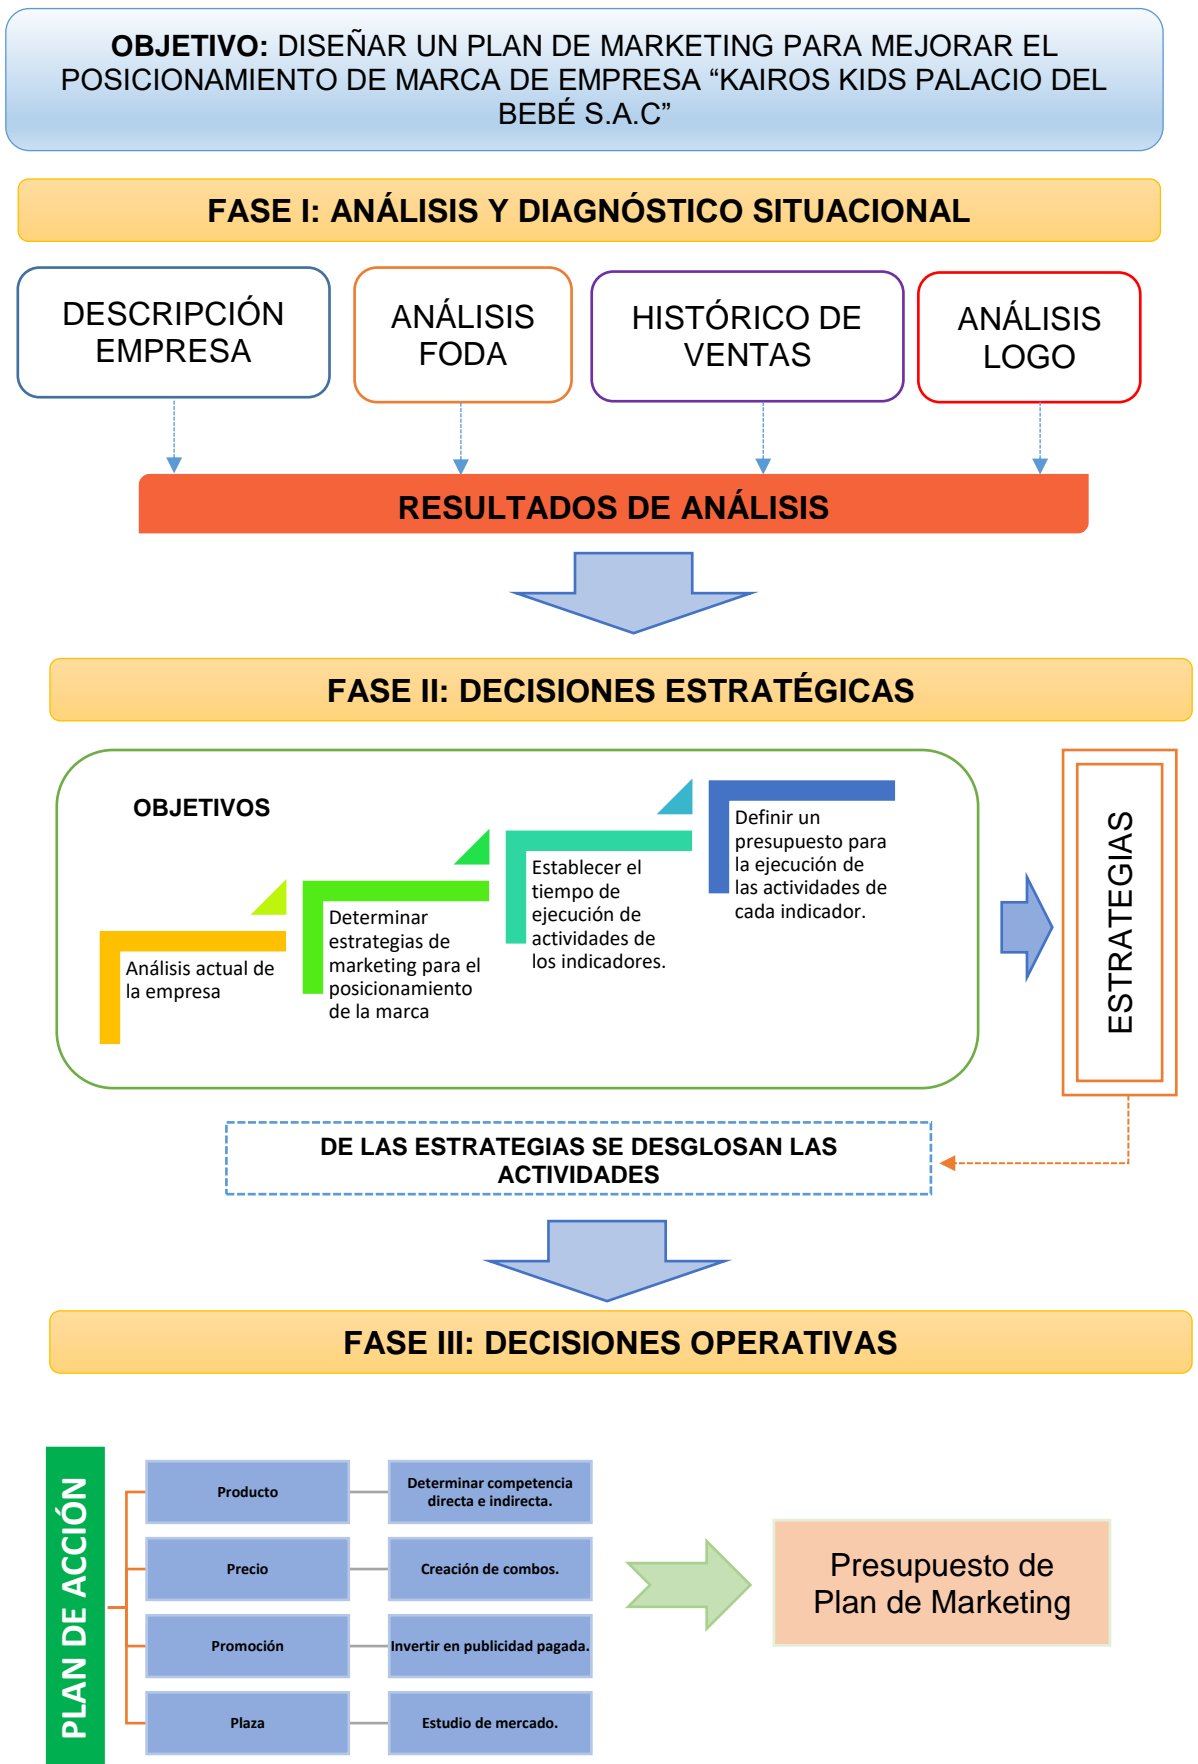 OBJETIVO: DISEÑAR UN PLAN DE MARKETING PARA MEJORAR EL
POSICIONAMIENTO DE MARCA DE EMPRESA “KAIROS KIDS PALACIO DEL
BEBÉ S.A.C”
FASE I: ANÁLISIS Y DIAGNÓSTICO SITUACIONAL
DESCRIPCIÓN
EMPRESA
ANÁLISIS
FODA
HISTÓRICO DE
VENTAS
ANÁLISIS
LOGO
RESULTADOS DE ANÁLISIS
FASE II: DECISIONES ESTRATÉGICAS
OBJETIVOS
Análisis actual de
la empresa
Determinar
estrategias de
marketing para el
posicionamiento
de la marca
Establecer el
tiempo de
ejecución de
actividades de
los indicadores.
Definir un
presupuesto para
la ejecución de
las actividades de
cada indicador.
ESTRATEGIAS
DE LAS ESTRATEGIAS SE DESGLOSAN LAS
ACTIVIDADES
FASE III: DECISIONES OPERATIVAS
PLAN DE ACCIÓN
Producto
Determinar competencia
directa e indirecta.
Precio
Creación de combos.
Promoción
Invertir en publicidad pagada.
Plaza
Estudio de mercado.
Presupuesto de
Plan de Marketing